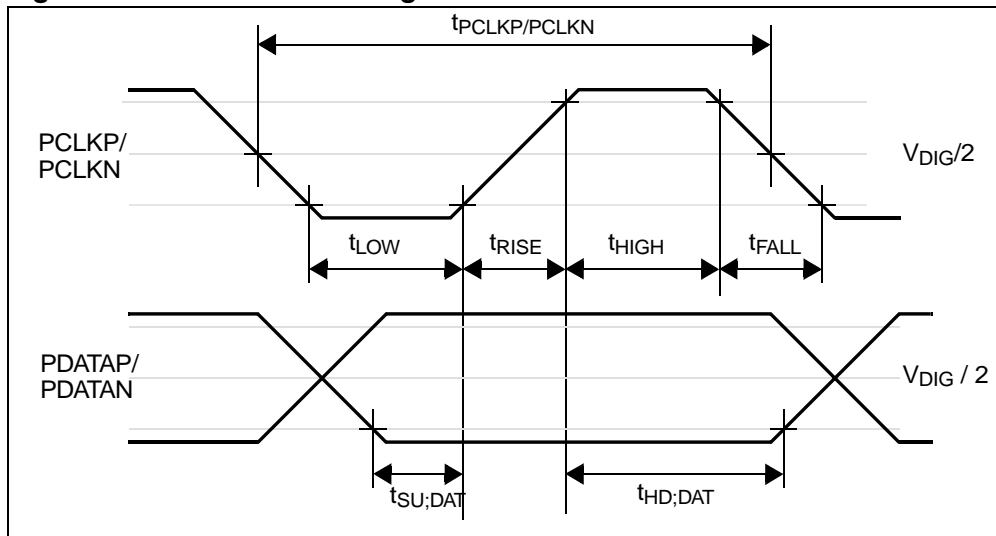 tPCLKP/PCLKN
PCLKP/
PCLKN
VDIG/2
tLOW
tRISE
tHIGH
tFALL
PDATAP/
PDATAN
VDIG / 2
tSU;DAT
tHD;DAT